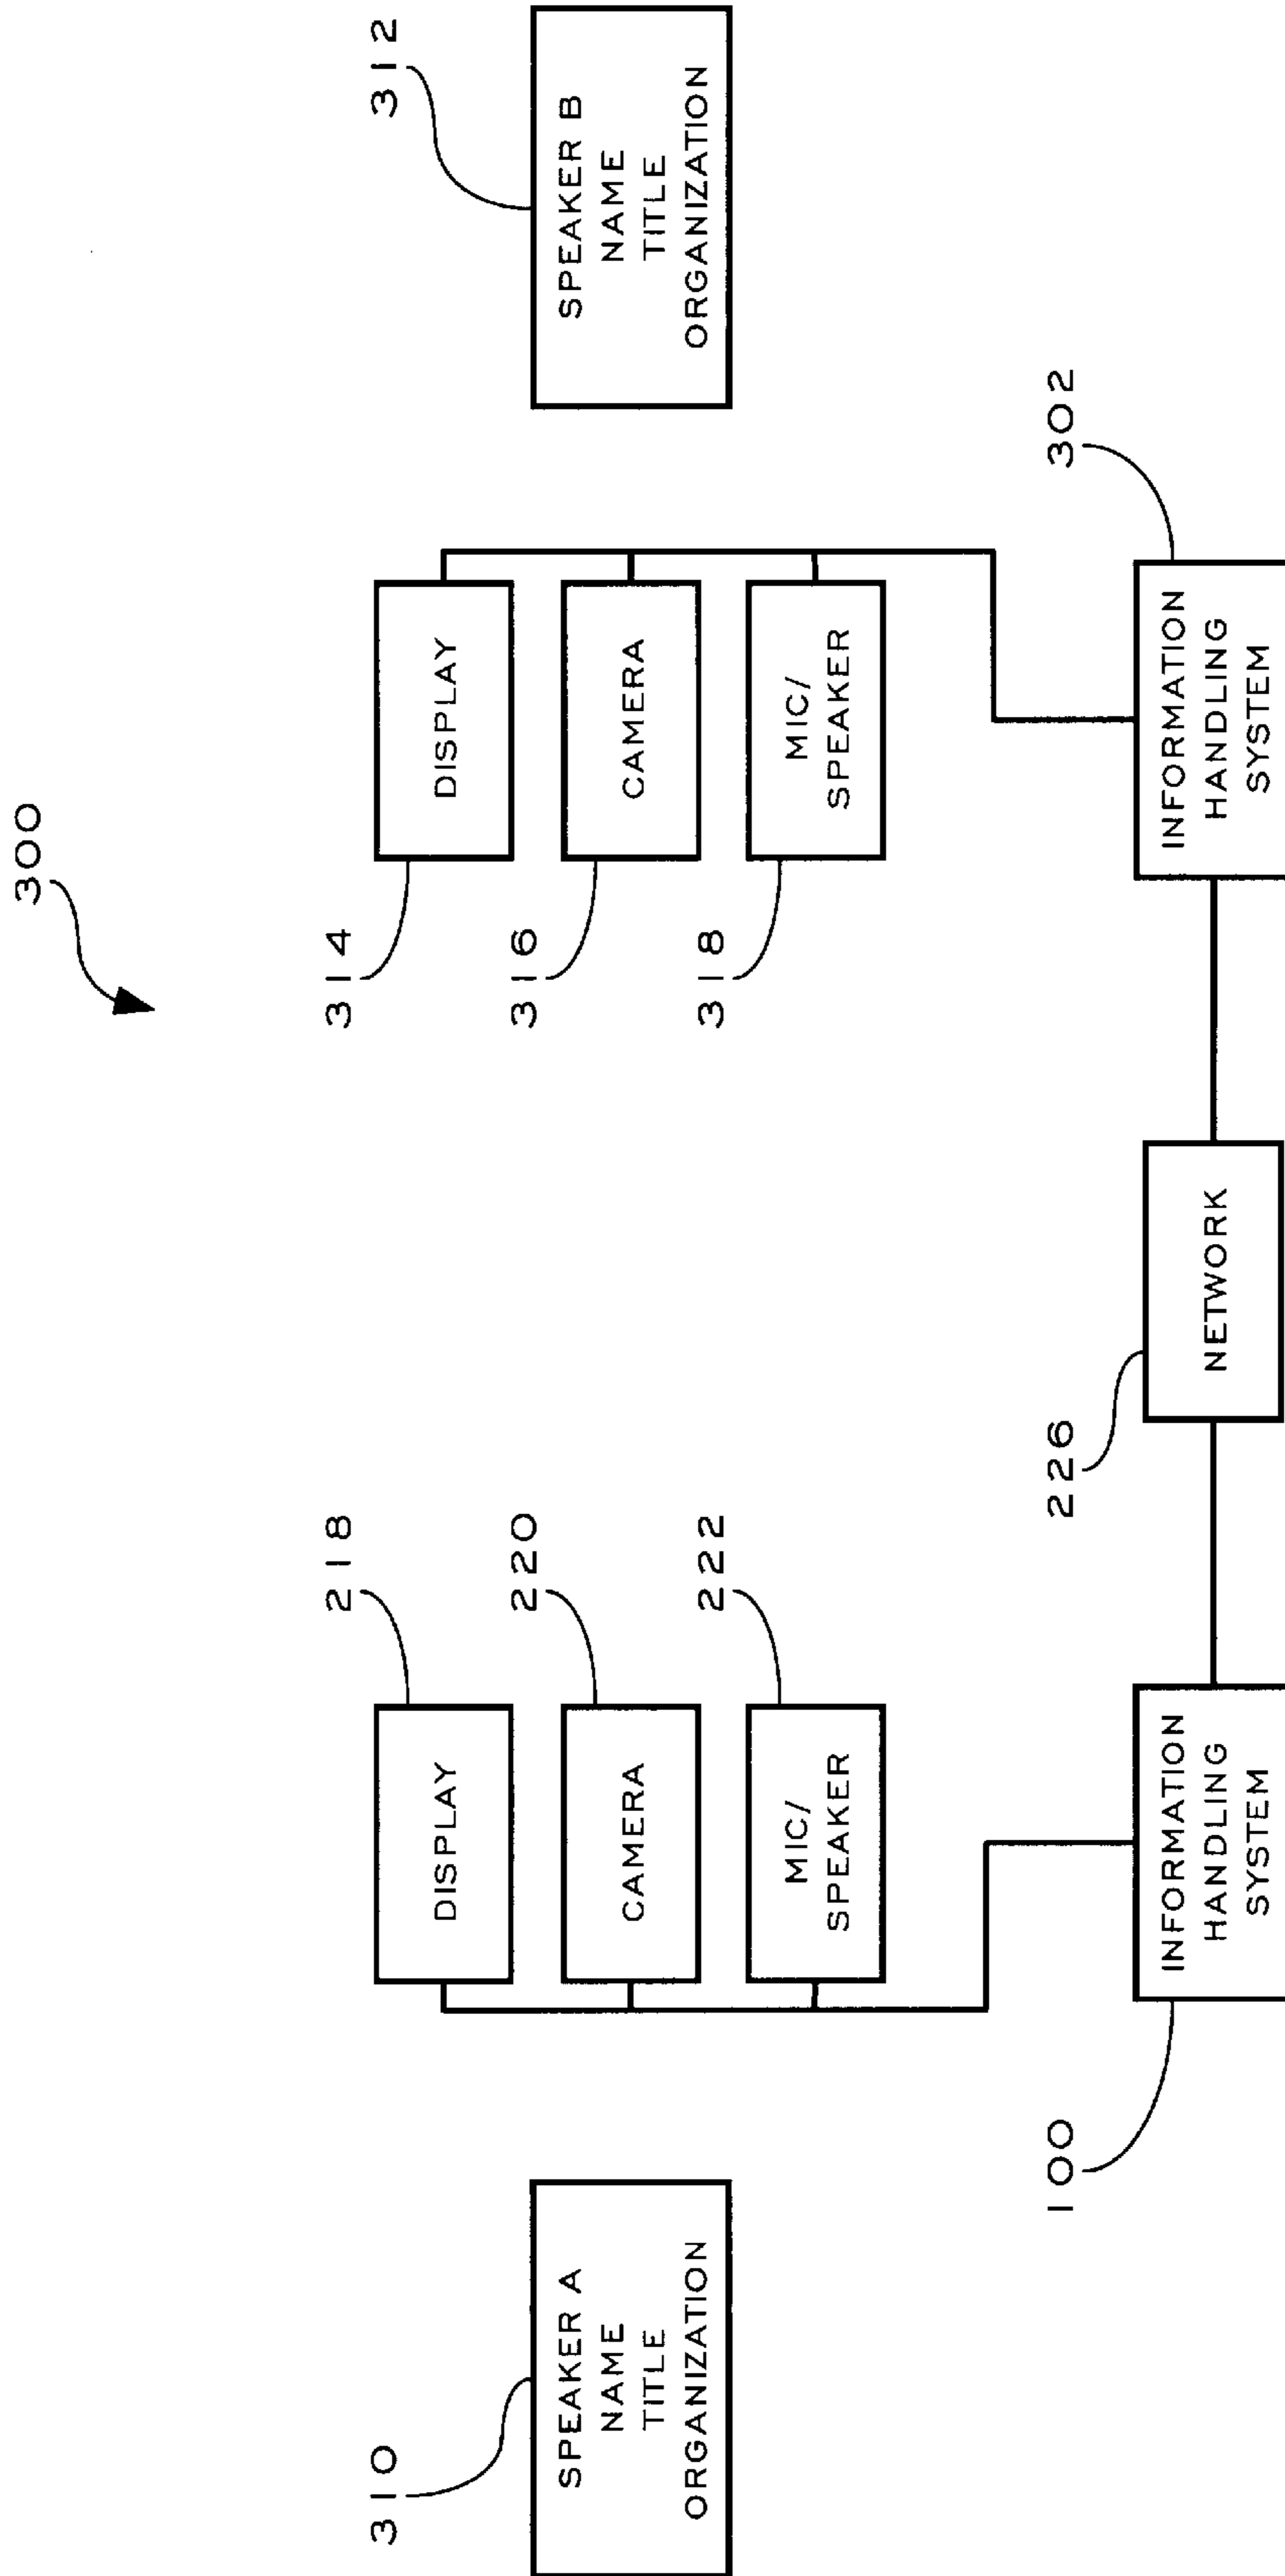 300
310
SPEAKER A
NAME
TITLE
ORGANIZATION
218
DISPLAY
220
CAMERA
222
MIC/
SPEAKER
314
DISPLAY
316
CAMERA
318
MIC/
SPEAKER
312
SPEAKER B
NAME
TITLE
ORGANIZATION
100
INFORMATION
HANDLING
SYSTEM
226
NETWORK
302
INFORMATION
HANDLING
SYSTEM